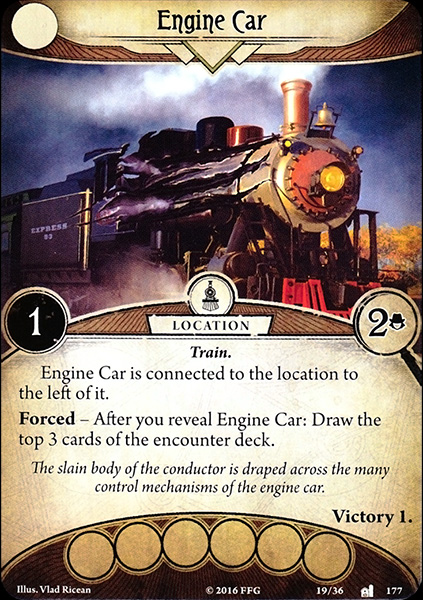 Engine Car
EXPRESS
93
1
2
LOCATION
Train.
Engine Car is connected to the location to
the left of it.
Forced – After you reveal Engine Car: Draw the
top 3 cards of the encounter deck.
The slain body of the conductor is draped across the many
control mechanisms of the engine car.
Victory 1.
Illus. Vlad Ricean © 2016 FFG 19/36 177